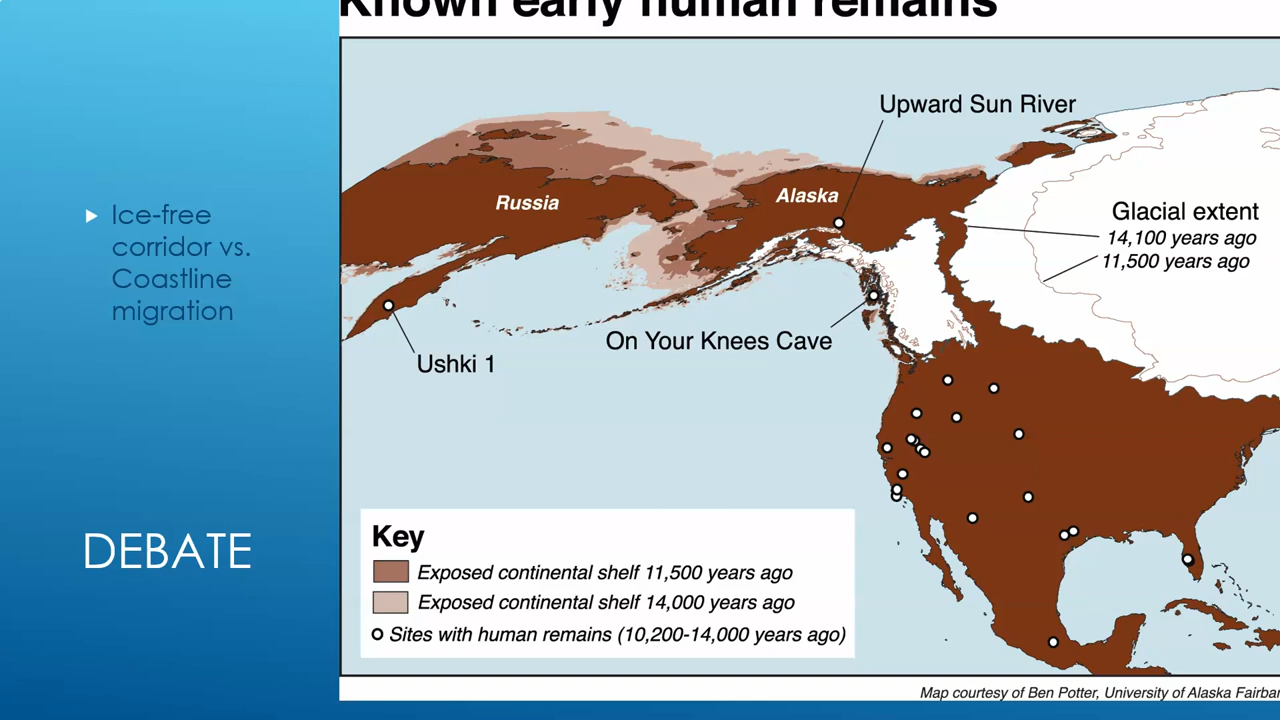 Known early human remains
Upward Sun River
Russia
Alaska
Glacial extent
14,100 years ago
11,500 years ago
Ice-free
corridor vs.
Coastline
migration
On Your Knees Cave
Ushki 1
DEBATE
Key
Exposed continental shelf 11,500 years ago
Exposed continental shelf 14,000 years ago
Sites with human remains (10,200-14,000 years ago)
Map courtesy of Ben Potter, University of Alaska Fairban